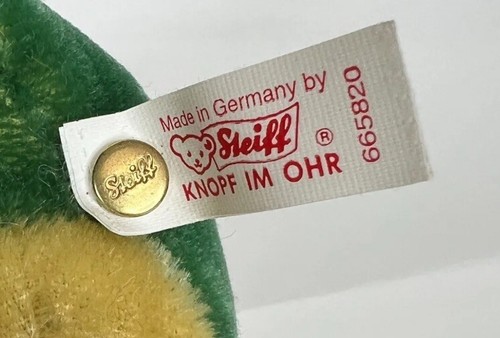 Made in Germany by
Steiff ®
KNOPF IM OHR
665820
Steiff